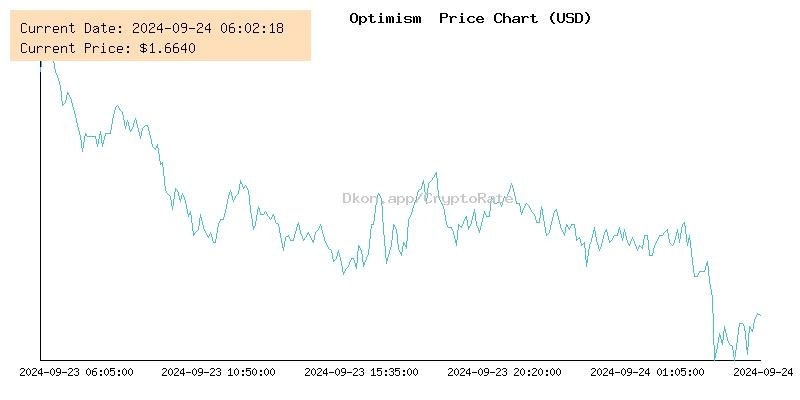 Optimism  Price Chart (USD)
Current Date: 2024-09-24 06:02:18
Current Price: $1.6640
Dkon.app/CryptoRate
2024-09-23 06:05:00 2024-09-23 10:50:00 2024-09-23 15:35:00 2024-09-23 20:20:00 2024-09-24 01:05:00 2024-09-24